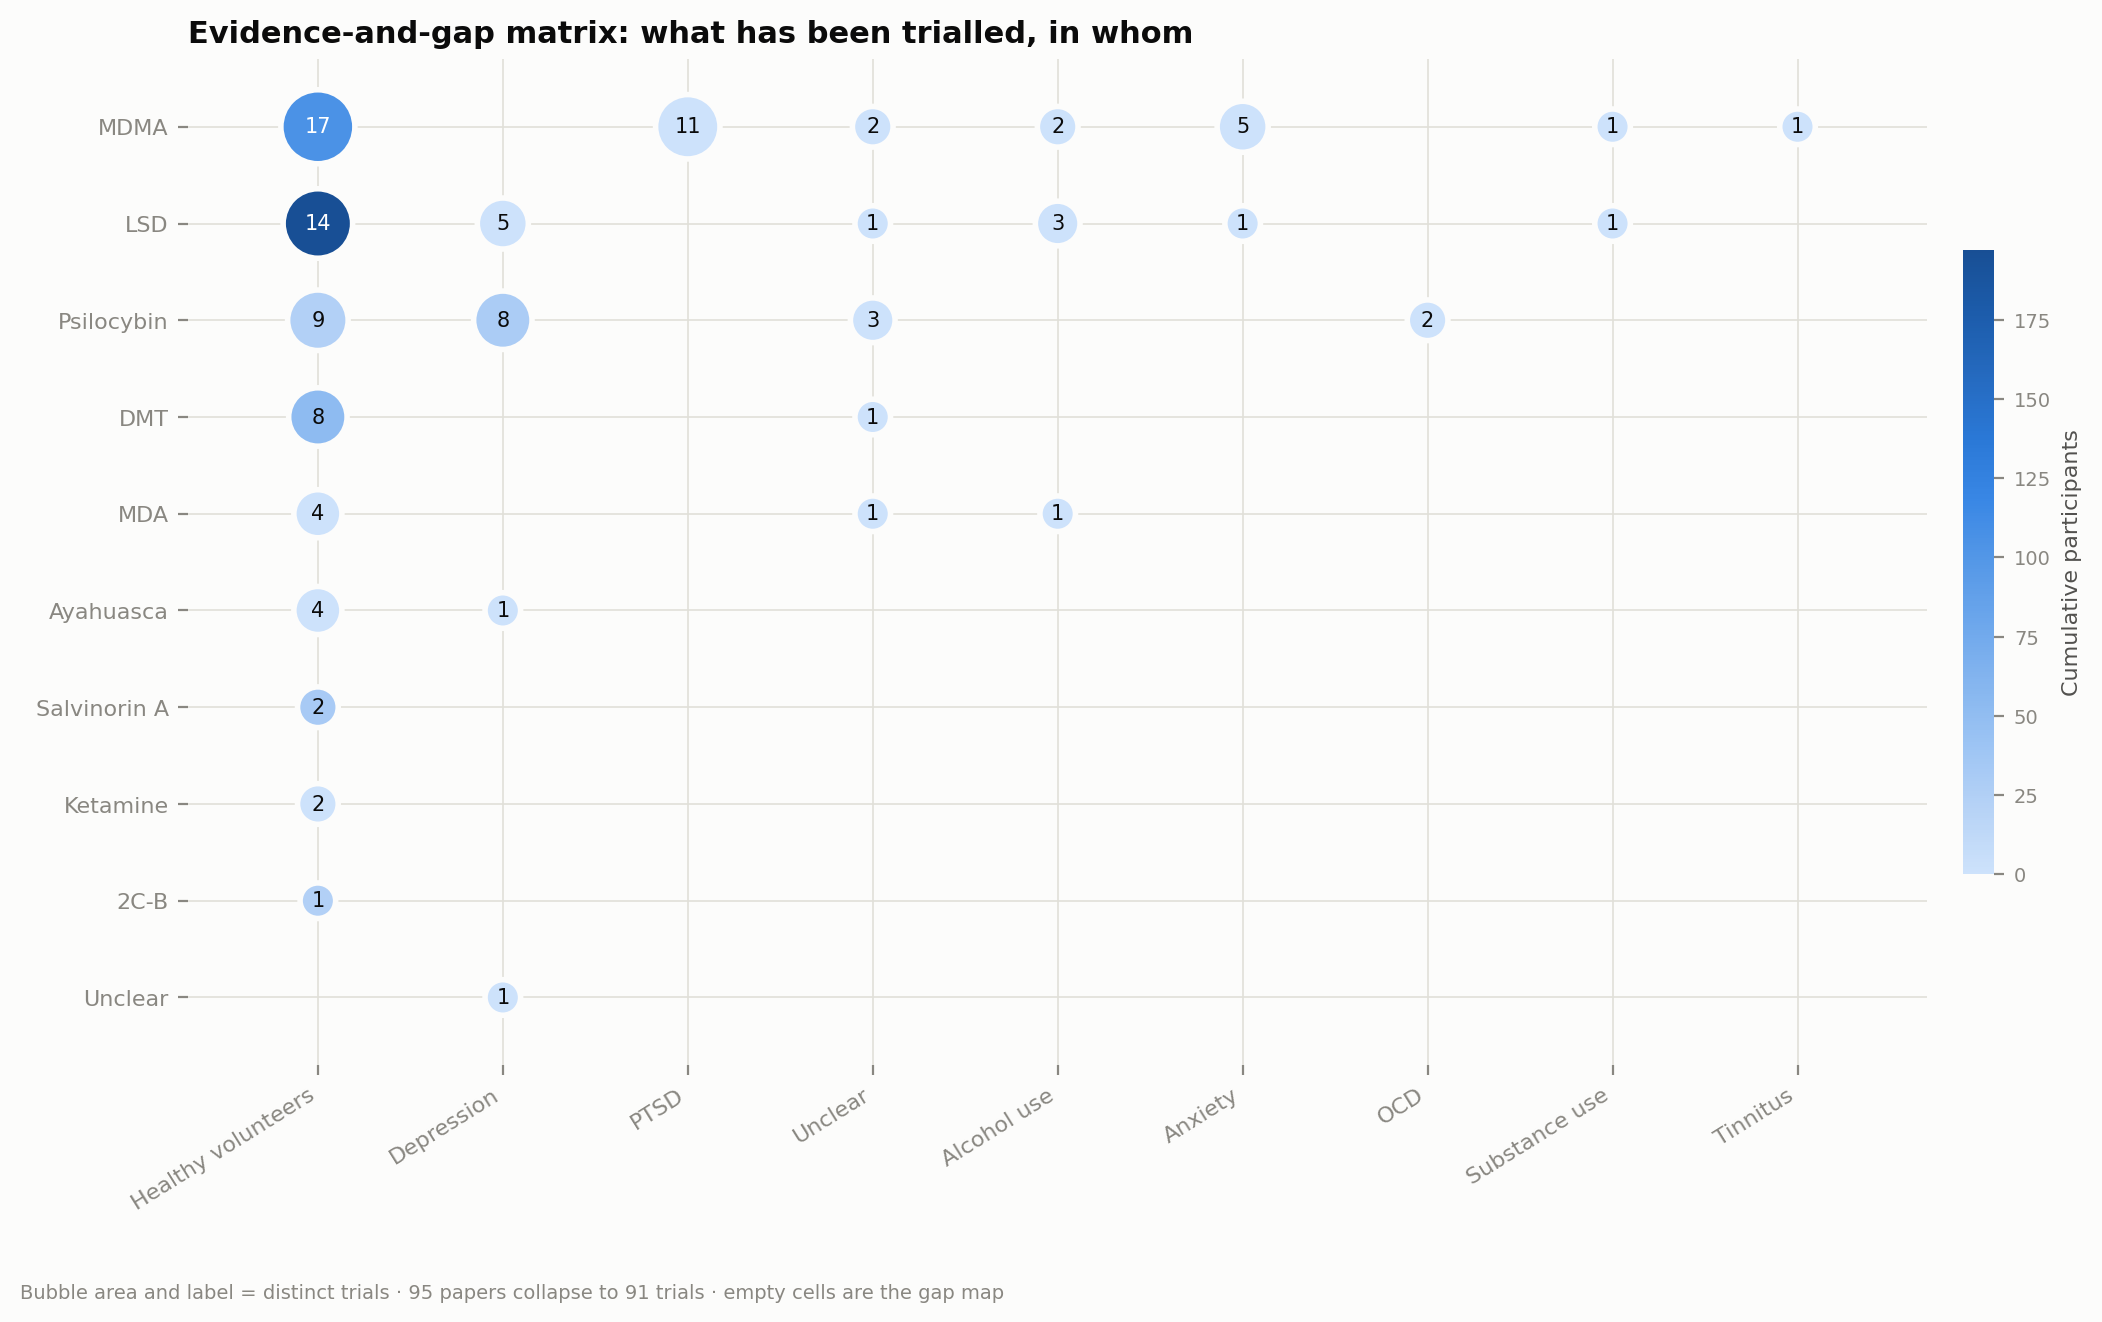 Evidence-and-gap matrix: what has been trialled, in whom
MDMA 17 11 2 2 5 1 1
LSD 14 5 1 3 1 1
Psilocybin 9 8 3 2
DMT 8 1
MDA 4 1 1
Ayahuasca 4 1
Salvinorin A 2
Ketamine 2
2C-B 1
Unclear 1
Healthy volunteers
Depression
PTSD
Unclear
Alcohol use
Anxiety
OCD
Substance use
Tinnitus
175
150
125
100
75
50
25
0
Cumulative participants
Bubble area and label = distinct trials · 95 papers collapse to 91 trials · empty cells are the gap map